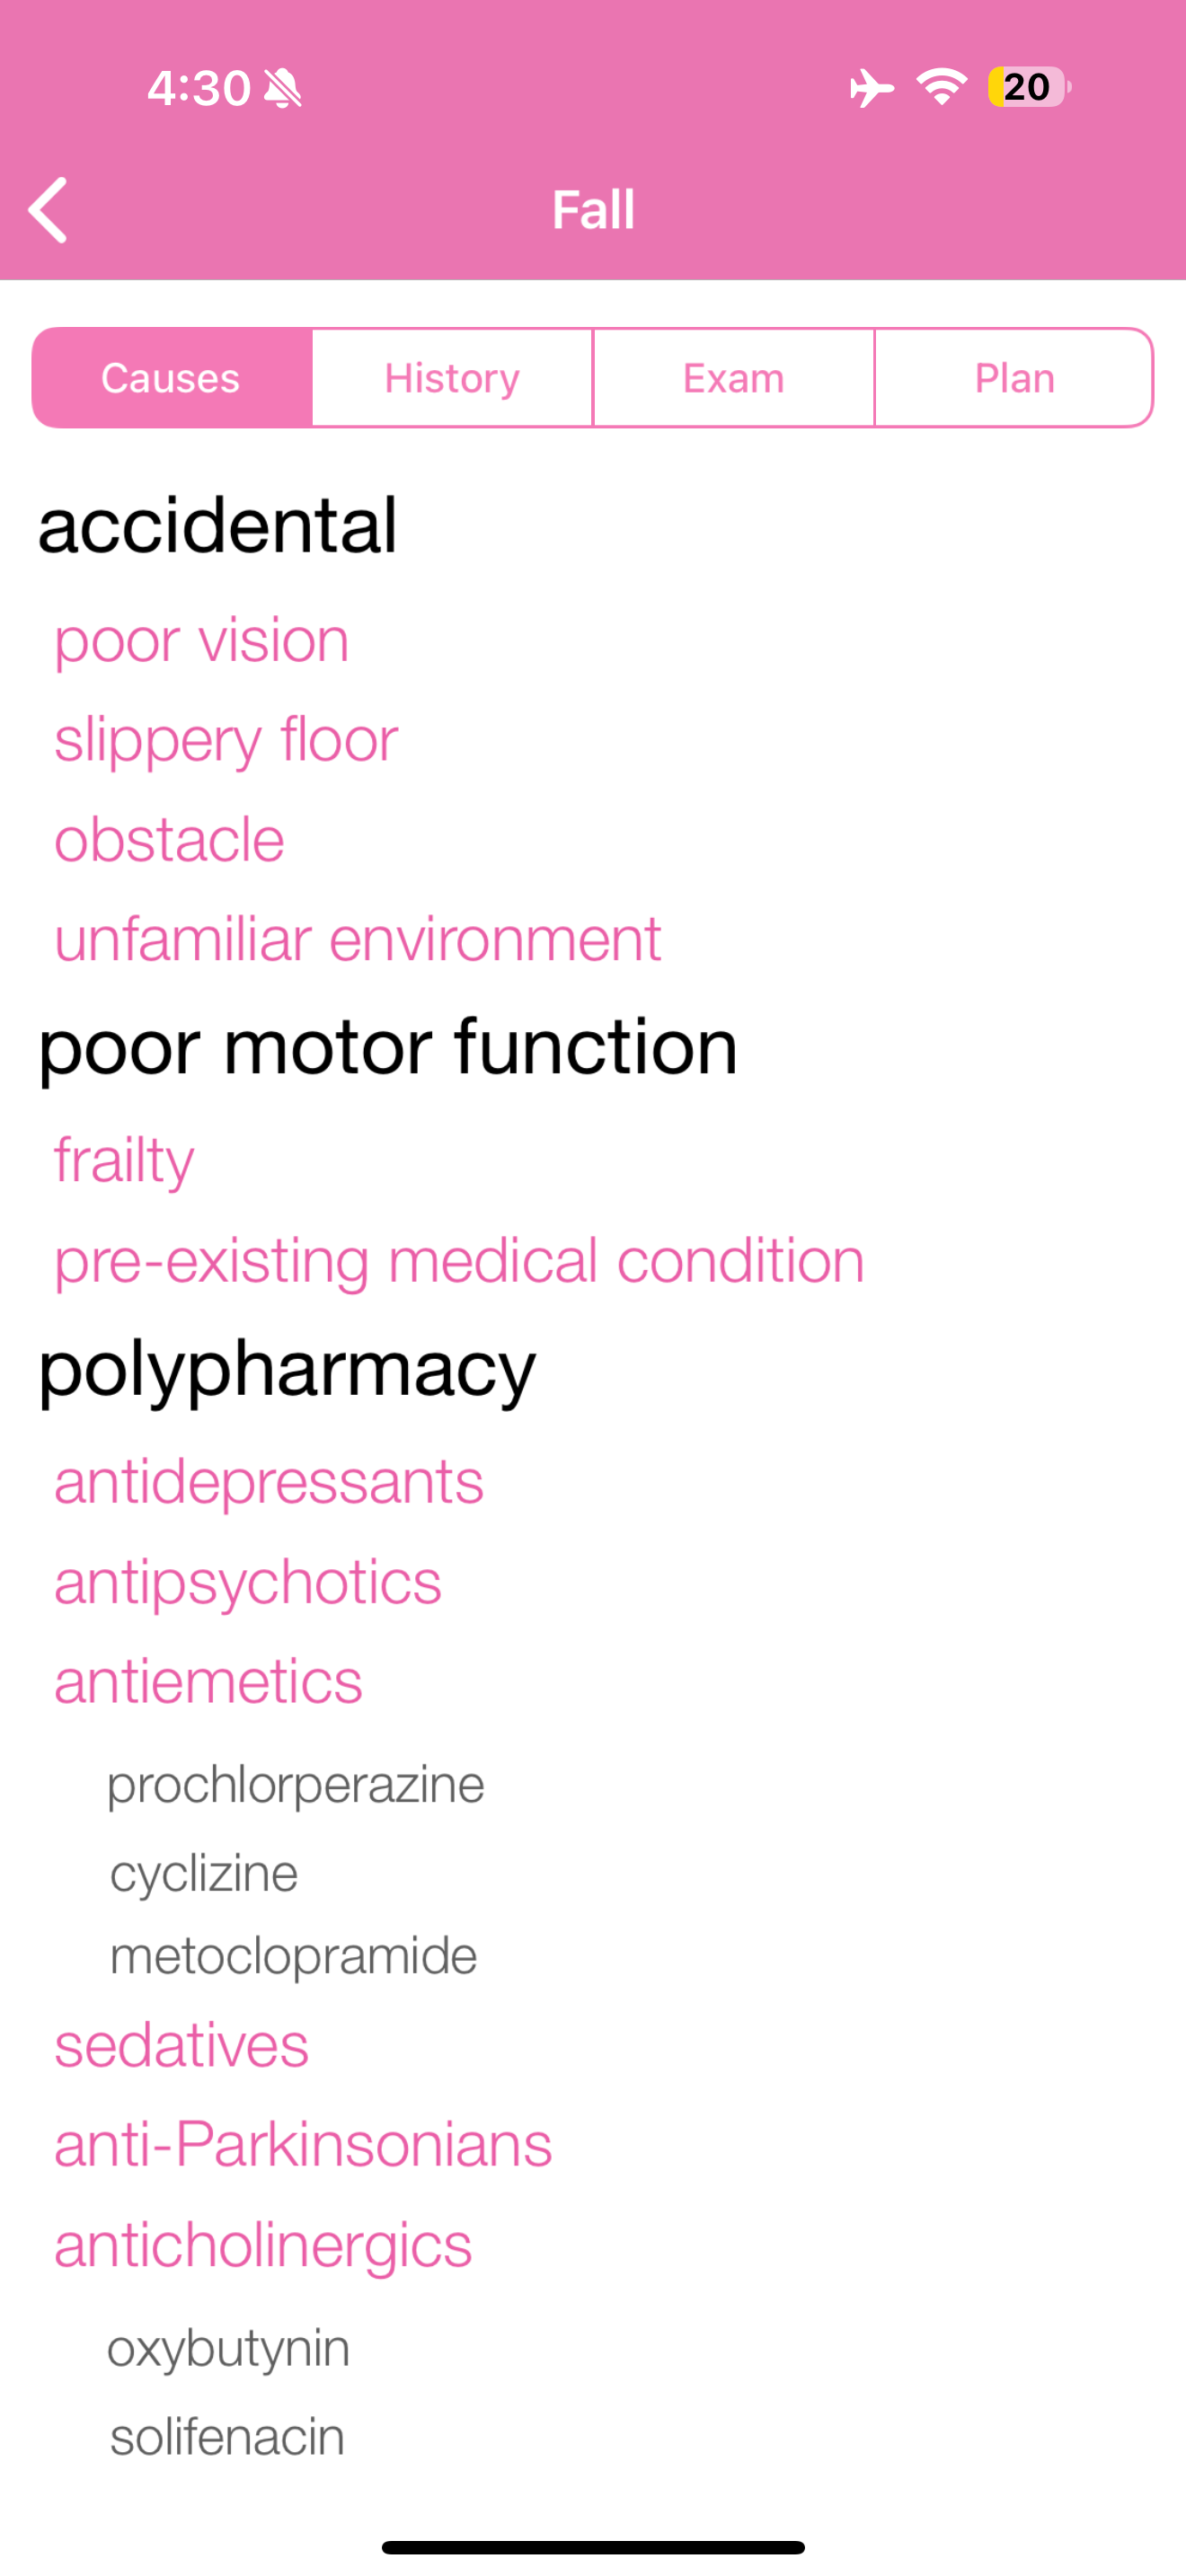 4:30
20
Fall
Causes History Exam Plan
accidental
poor vision
slippery floor
obstacle
unfamiliar environment
poor motor function
frailty
pre-existing medical condition
polypharmacy
antidepressants
antipsychotics
antiemetics
prochlorperazine
cyclizine
metoclopramide
sedatives
anti-Parkinsonians
anticholinergics
oxybutynin
solifenacin